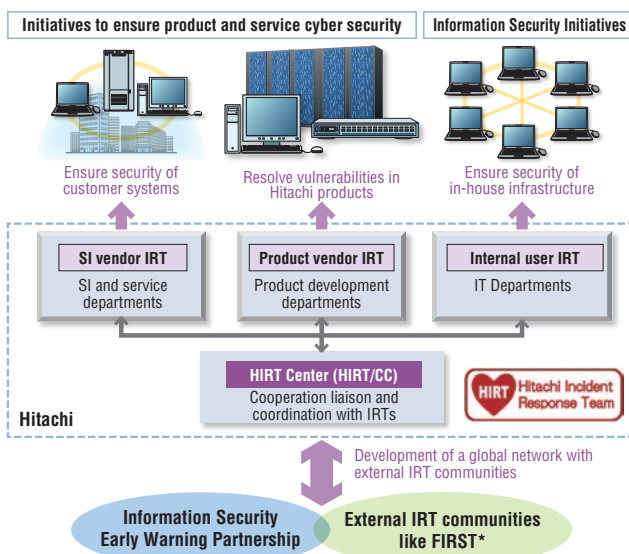 Initiatives to ensure product and service cyber security
Information Security Initiatives
Ensure security of
customer systems
Resolve vulnerabilities in
Hitachi products
Ensure security of
in-house infrastructure
SI vendor IRT
SI and service
departments
Product vendor IRT
Product development
departments
Internal user IRT
IT Departments
HIRT Center (HIRT/CC)
Cooperation liaison and
coordination with IRTs
HIRT
Hitachi Incident
Response Team
Hitachi
Development of a global network with
external IRT communities
Information Security
Early Warning Partnership
External IRT communities
like FIRST*